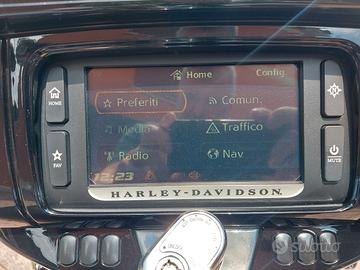 Home
Config.
HOME
Preferiti
Comun.
Media
Traffico
Radio
Nav
FAV
MUTE
12:23
HARLEY-DAVIDSON
subito